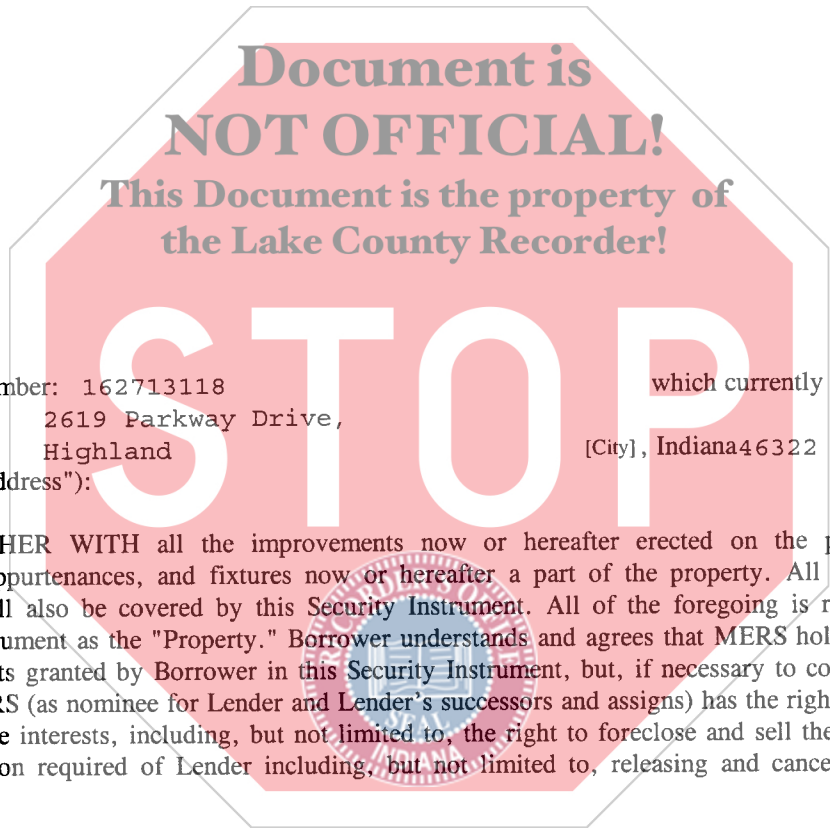 Document is
NOT OFFICIAL!
This Document is the property of
the Lake County Recorder!
STOP
mber: 162713118 which currently
2619 Parkway Drive,
Highland [City], Indiana46322
ddress"):
HER WITH all the improvements now or hereafter erected on the p
ppurtenances, and fixtures now or hereafter a part of the property. All
ll also be covered by this Security Instrument. All of the foregoing is r
ument as the "Property." Borrower understands and agrees that MERS hol
ts granted by Borrower in this Security Instrument, but, if necessary to co
RS (as nominee for Lender and Lender's successors and assigns) has the righ
e interests, including, but not limited to, the right to foreclose and sell the
on required of Lender including, but not limited to, releasing and cance
RECORDER'S OFFICE
SEAL
INDIANA